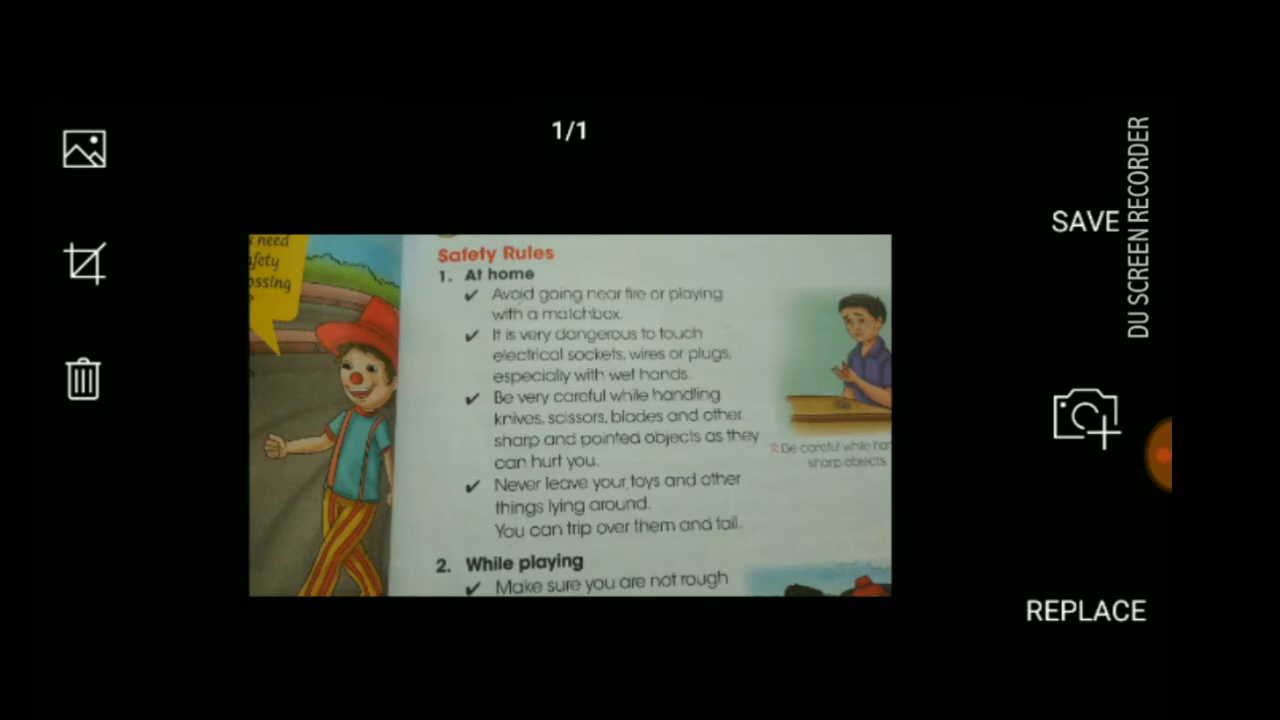 1/1
DU SCREEN RECORDER
SAVE
REPLACE
need
fety
ossing
?
Safety Rules
1. At home
✔ Avoid going near fire or playing
with a matchbox.
✔ It is very dangerous to touch
electrical sockets, wires or plugs,
especially with wet hands.
✔ Be very careful while handling
knives, scissors, blades and other
sharp and pointed objects as they
can hurt you.
✔ Never leave your toys and other
things lying around.
You can trip over them and fall.
Be careful while han
sharp objects.
2. While playing
✔ Make sure you are not rough